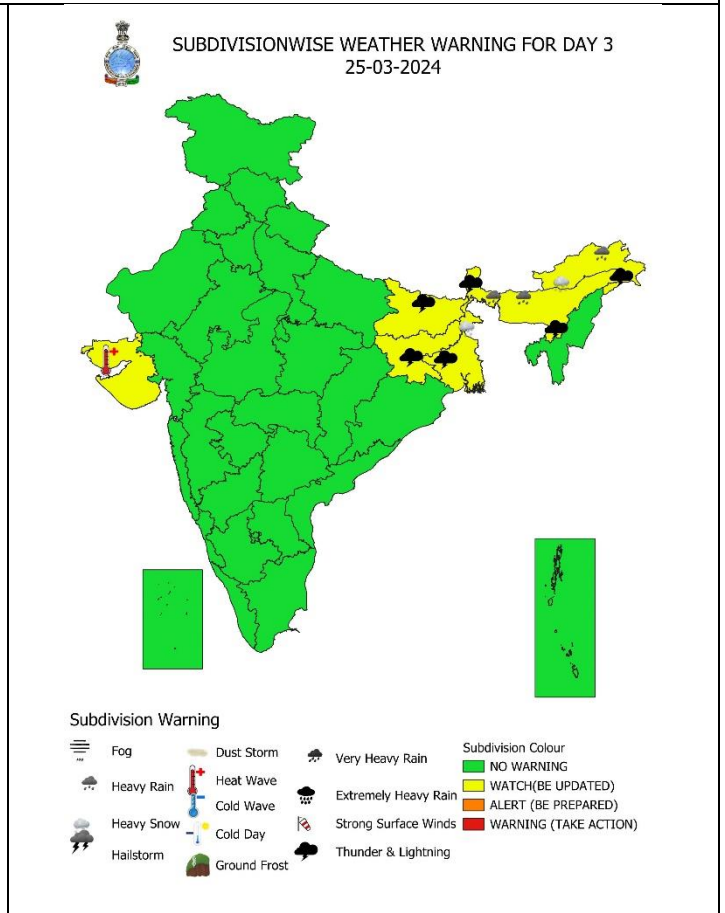 SUBDIVISIONWISE WEATHER WARNING FOR DAY 3
25-03-2024
Subdivision Warning
Fog
Heavy Rain
Heavy Snow
Hailstorm
Dust Storm
Heat Wave
Cold Wave
Cold Day
Ground Frost
Very Heavy Rain
Extremely Heavy Rain
Strong Surface Winds
Thunder & Lightning
Subdivision Colour
NO WARNING
WATCH(BE UPDATED)
ALERT (BE PREPARED)
WARNING (TAKE ACTION)